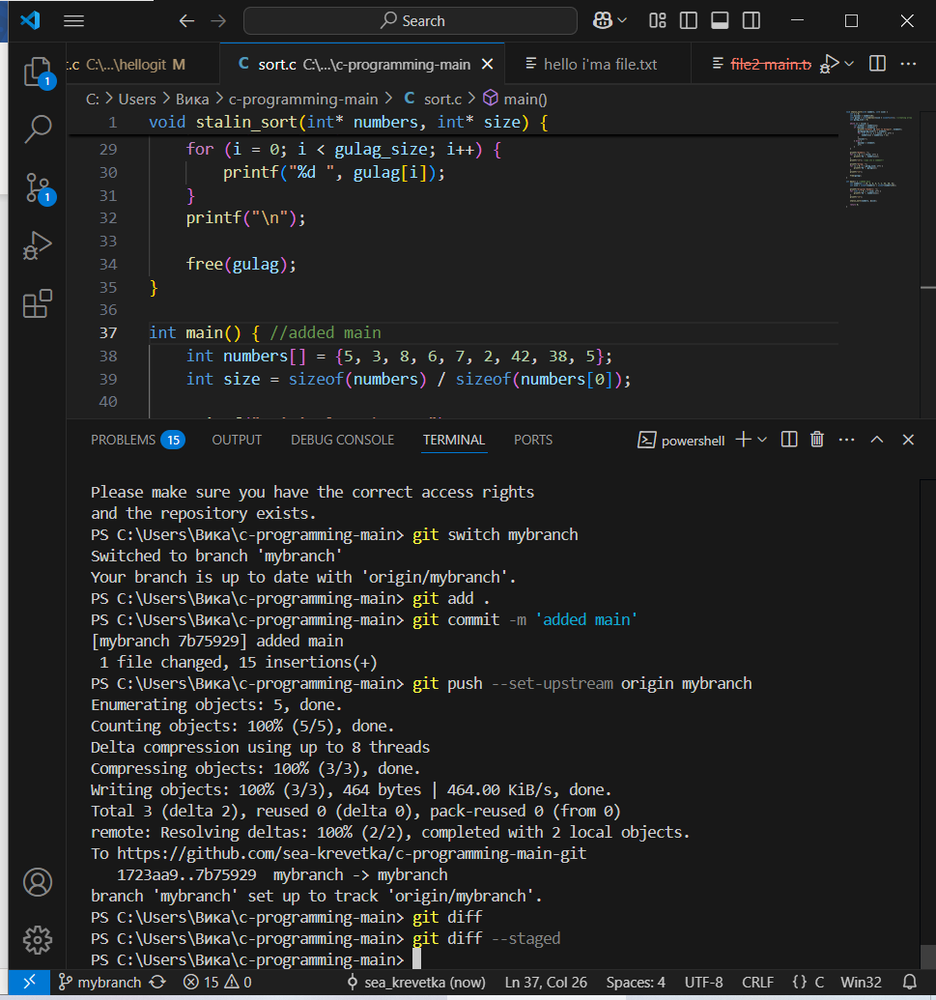 Search
t.c C:\...\hellogit M
C sort.c C:\...\c-programming-main
hello i'ma file.txt
file2 main.t
C: > Users > Вика > c-programming-main > C sort.c > main()
1 void stalin_sort(int* numbers, int* size) {
29 for (i = 0; i < gulag_size; i++) {
30 printf("%d ", gulag[i]);
31 }
32 printf("\n");
33
34 free(gulag);
35 }
36
37 int main() { //added main
38 int numbers[] = {5, 3, 8, 6, 7, 2, 42, 38, 5};
39 int size = sizeof(numbers) / sizeof(numbers[0]);
40
PROBLEMS 15 OUTPUT DEBUG CONSOLE TERMINAL PORTS powershell
Please make sure you have the correct access rights
and the repository exists.
PS C:\Users\Вика\c-programming-main> git switch mybranch
Switched to branch 'mybranch'
Your branch is up to date with 'origin/mybranch'.
PS C:\Users\Вика\c-programming-main> git add .
PS C:\Users\Вика\c-programming-main> git commit -m 'added main'
[mybranch 7b75929] added main
1 file changed, 15 insertions(+)
PS C:\Users\Вика\c-programming-main> git push --set-upstream origin mybranch
Enumerating objects: 5, done.
Counting objects: 100% (5/5), done.
Delta compression using up to 8 threads
Compressing objects: 100% (3/3), done.
Writing objects: 100% (3/3), 464 bytes | 464.00 KiB/s, done.
Total 3 (delta 2), reused 0 (delta 0), pack-reused 0 (from 0)
remote: Resolving deltas: 100% (2/2), completed with 2 local objects.
To https://github.com/sea-krevetka/c-programming-main-git
1723aa9..7b75929 mybranch -> mybranch
branch 'mybranch' set up to track 'origin/mybranch'.
PS C:\Users\Вика\c-programming-main> git diff
PS C:\Users\Вика\c-programming-main> git diff --staged
PS C:\Users\Вика\c-programming-main>
1
1
mybranch 15 0 sea_krevetka (now) Ln 37, Col 26 Spaces: 4 UTF-8 CRLF {} C Win32